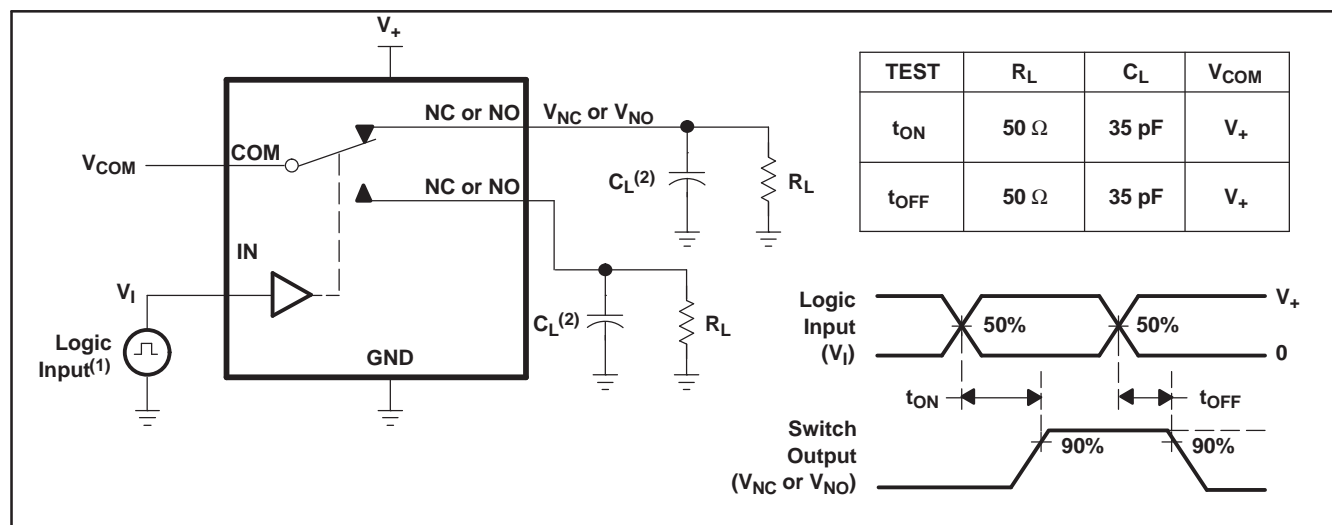 V+
NC or NO
VNC or VNO
VCOM
COM
CL(2)
RL
NC or NO
IN
VI
CL(2)
RL
Logic
Input(1)
GND
TEST RL CL VCOM
tON 50 Ω 35 pF V+
tOFF 50 Ω 35 pF V+
Logic
Input
(VI)
50%
50%
V+
0
tON
tOFF
Switch
Output
(VNC or VNO)
90%
90%